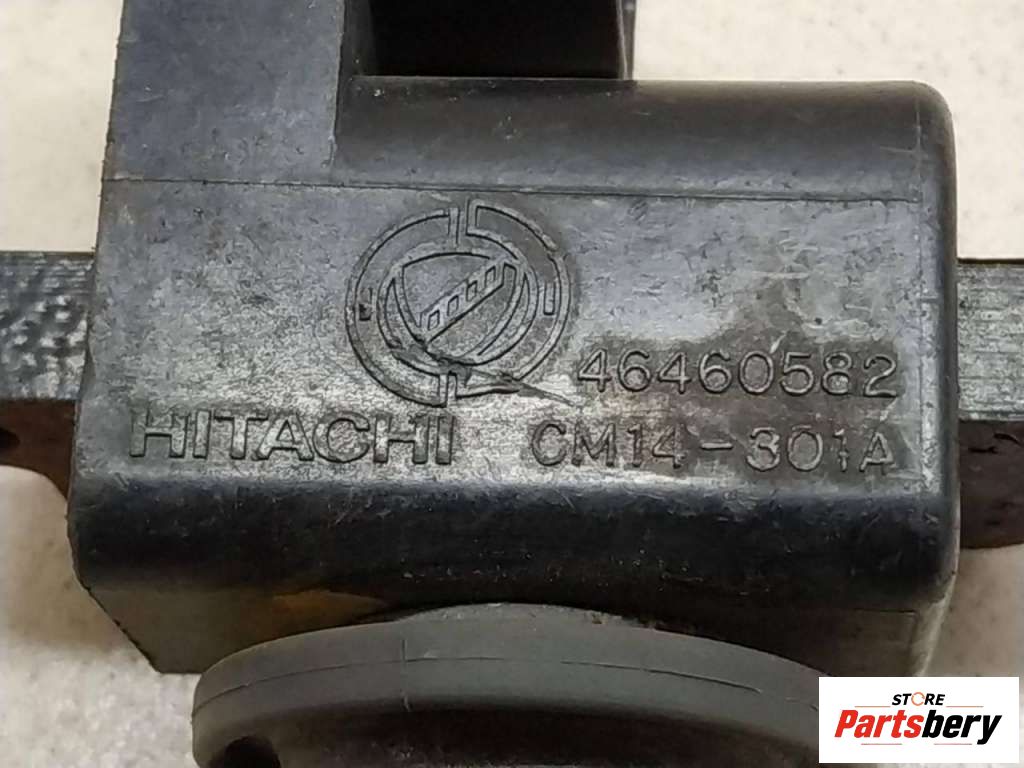 46460582
HITACHI CM14-301A
STORE
Partsbery